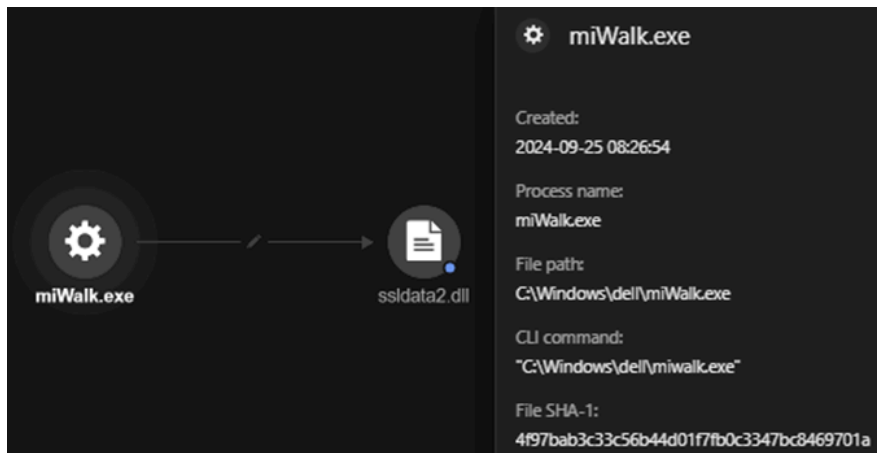 miWalk.exe
ssldata2.dll
miWalk.exe
Created:
2024-09-25 08:26:54
Process name:
miWalk.exe
File path:
C:\Windows\dell\miWalk.exe
CLI command:
"C:\Windows\dell\miwalk.exe"
File SHA-1:
4f97bab3c33c56b44d01f7fb0c3347bc8469701a